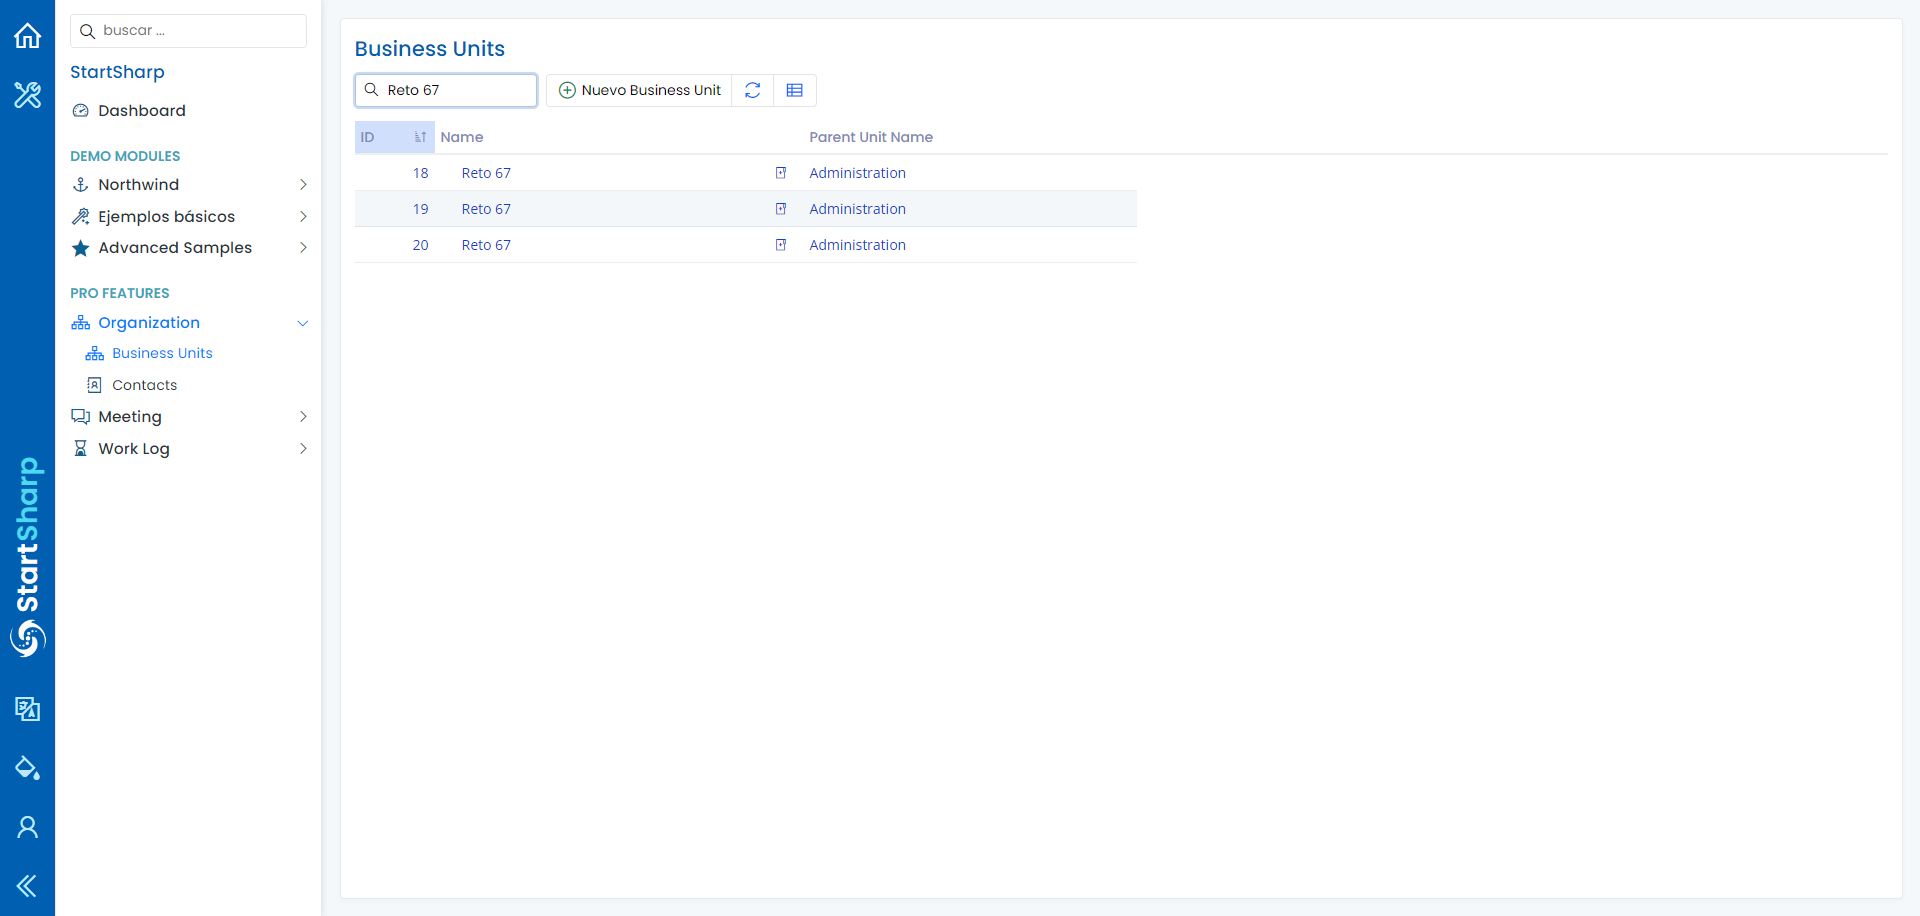 buscar ...
StartSharp
Dashboard
DEMO MODULES
Northwind
Ejemplos básicos
Advanced Samples
PRO FEATURES
Organization
Business Units
Contacts
Meeting
Work Log
StartSharp
Business Units
Reto 67
Nuevo Business Unit
ID Name Parent Unit Name
18 Reto 67 Administration
19 Reto 67 Administration
20 Reto 67 Administration